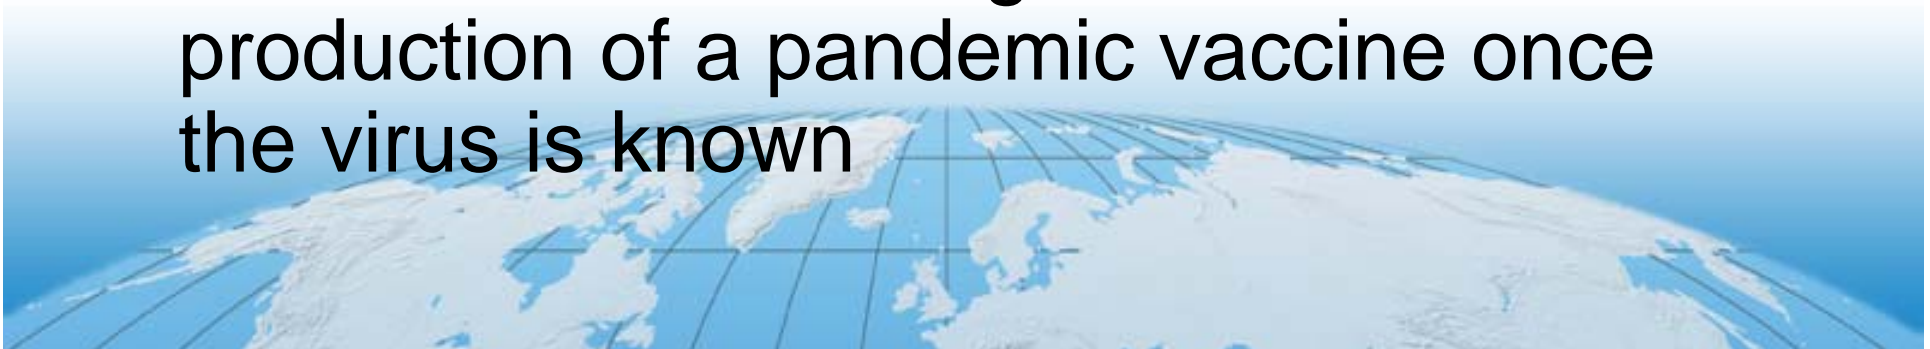 production of a pandemic vaccine once
the virus is known